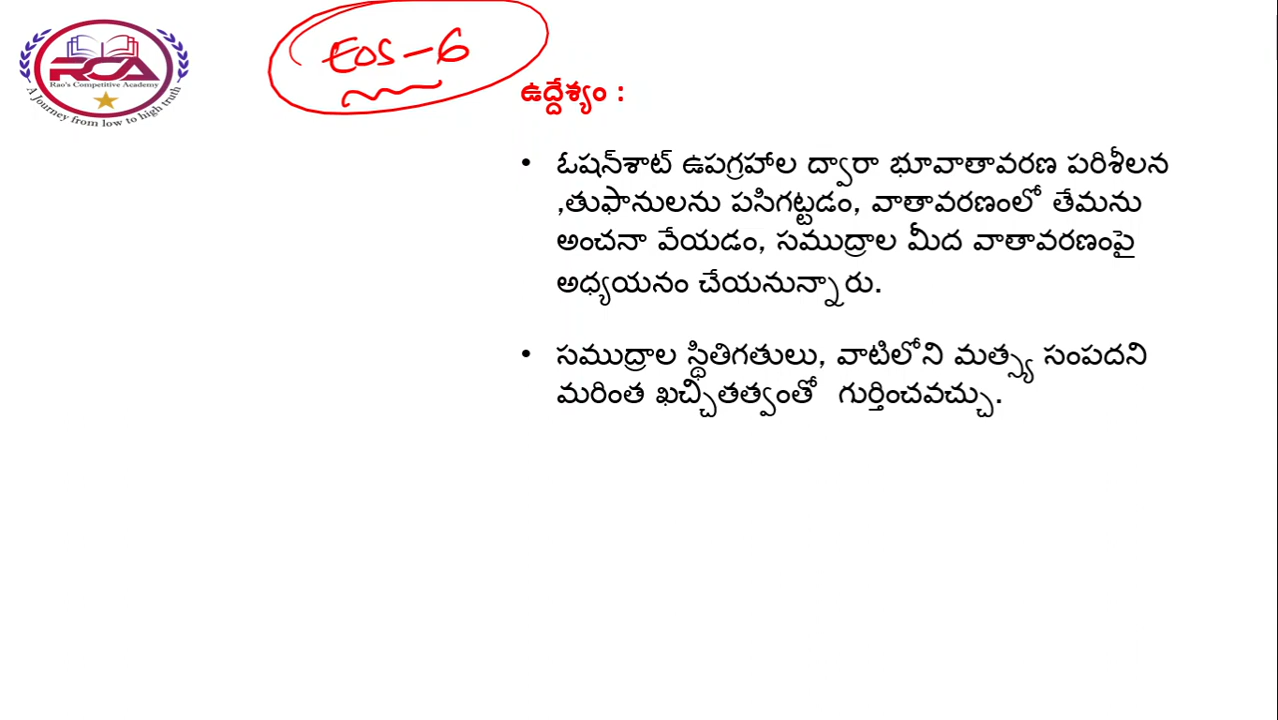 RCA
Rao's Competitive Academy
A Journey from low to high truth
EOS-6
ఉద్దేశ్యం :
• ఓషన్‌శాట్ ఉపగ్రహాల ద్వారా భూవాతావరణ పరిశీలన
,తుఫానులను పసిగట్టడం, వాతావరణంలో తేమను
అంచనా వేయడం, సముద్రాల మీద వాతావరణంపై
అధ్యయనం చేయనున్నారు.
• సముద్రాల స్థితిగతులు, వాటిలోని మత్స్య సంపదని
మరింత ఖచ్చితత్వంతో గుర్తించవచ్చు.